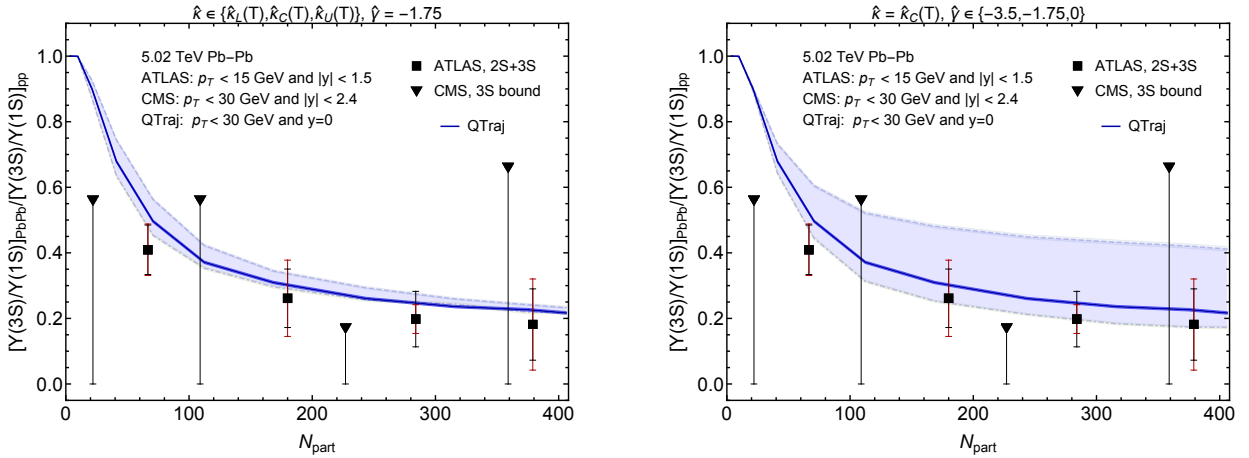 κ̂ ∈ {κ̂_L(T),κ̂_C(T),κ̂_U(T)}, γ̂ = −1.75
[Υ(3S)/Υ(1S)]_PbPb/[Υ(3S)/Υ(1S)]_pp
1.0
0.8
0.6
0.4
0.2
0.0
5.02 TeV Pb–Pb
ATLAS: p_T < 15 GeV and |y| < 1.5
CMS: p_T < 30 GeV and |y| < 2.4
QTraj: p_T < 30 GeV and y=0
ATLAS, 2S+3S
CMS, 3S bound
QTraj
0 100 200 300 400
N_part
κ̂ = κ̂_C(T), γ̂ ∈ {−3.5,−1.75,0}
[Υ(3S)/Υ(1S)]_PbPb/[Υ(3S)/Υ(1S)]_pp
1.0
0.8
0.6
0.4
0.2
0.0
5.02 TeV Pb–Pb
ATLAS: p_T < 15 GeV and |y| < 1.5
CMS: p_T < 30 GeV and |y| < 2.4
QTraj: p_T < 30 GeV and y=0
ATLAS, 2S+3S
CMS, 3S bound
QTraj
0 100 200 300 400
N_part